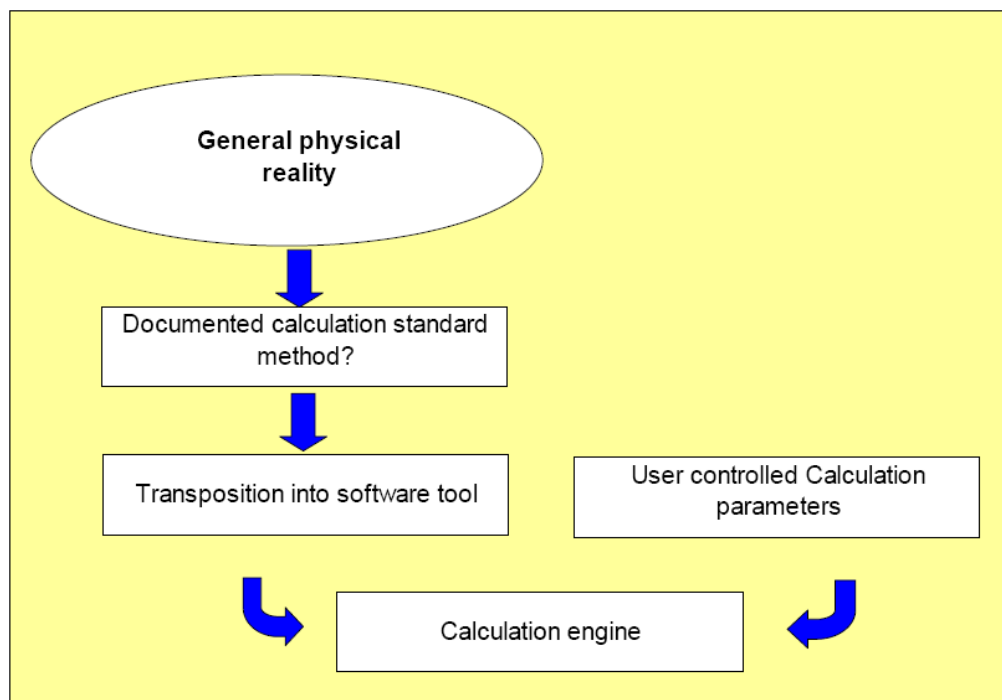 General physical
reality
Documented calculation standard
method?
Transposition into software tool
User controlled Calculation
parameters
Calculation engine